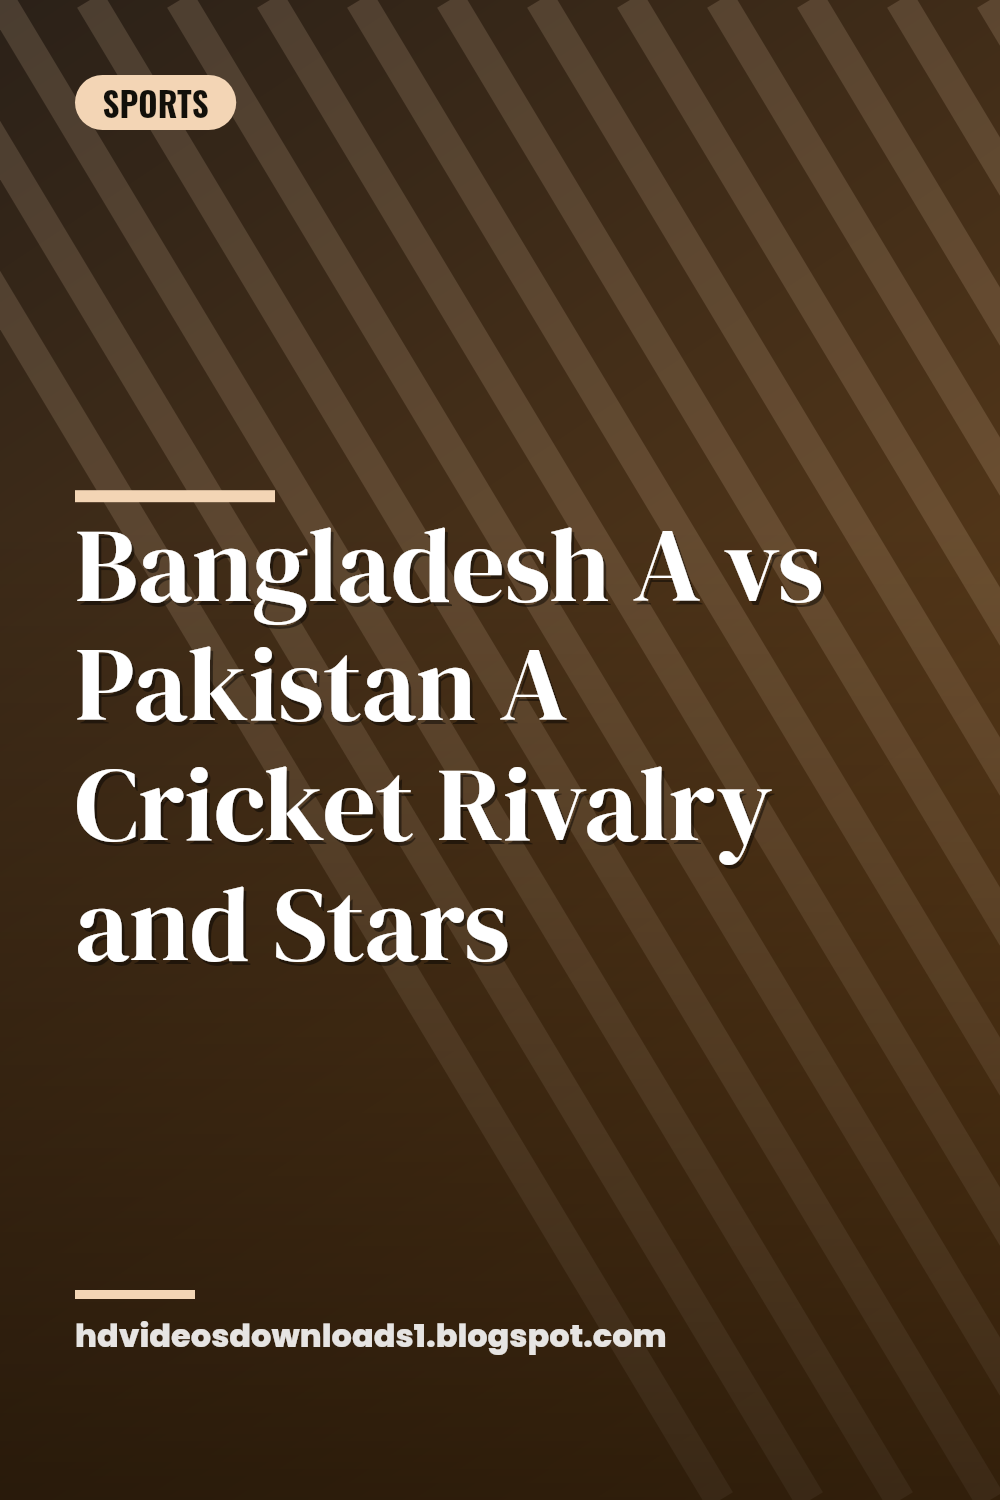 SPORTS
Bangladesh A vs
Pakistan A
Cricket Rivalry
and Stars
hdvideosdownloads1.blogspot.com